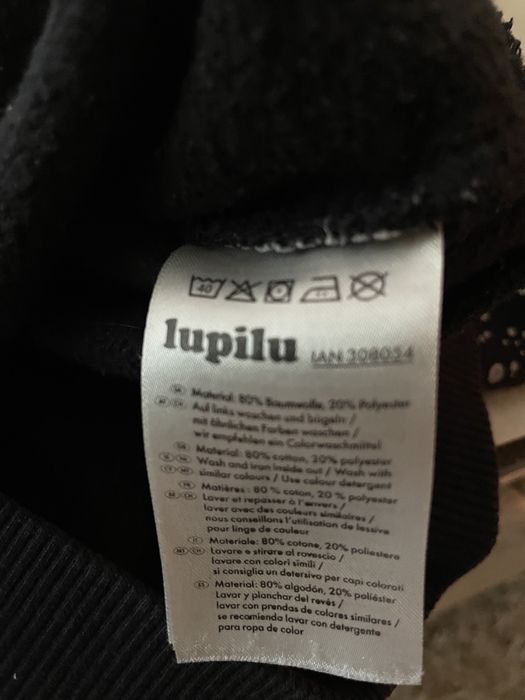 40
lupilu IAN 308054
Material: 80% Baumwolle, 20% Polyester
Auf links waschen und bügeln /
mit ähnlichen Farben waschen /
wir empfehlen ein Colorwaschmittel
Material: 80% cotton, 20% polyester
Wash and iron inside out / Wash with
similar colours / Use colour detergent
Matières: 80 % coton, 20 % polyester
Laver et repasser à l'envers /
laver avec des couleurs similaires /
nous conseillons l'utilisation de lessive
pour linge de couleur
Materiale: 80% cotone, 20% poliestere
Lavare e stirare al rovescio /
lavare con colori simili /
si consiglia un detersivo per capi colorati
Material: 80% algodón, 20% poliéster
Lavar y planchar del revés /
lavar con prendas de colores similares /
se recomienda lavar con detergente
para ropa de color